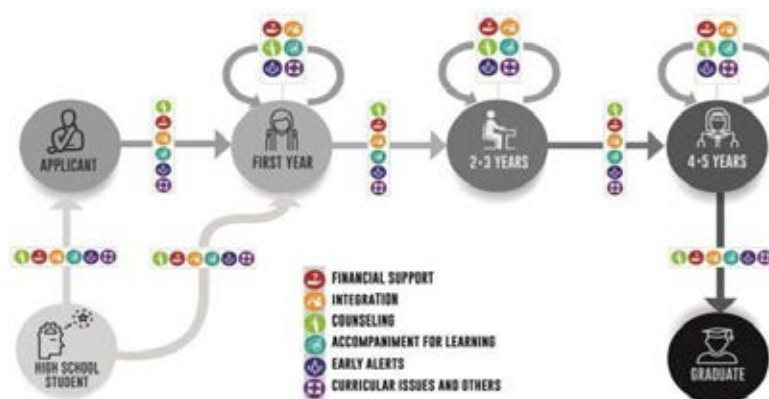 APPLICANT
FIRST YEAR
2+3 YEARS
4+5 YEARS
HIGH SCHOOL
STUDENT
FINANCIAL SUPPORT
INTEGRATION
COUNSELING
ACCOMPANIMENT FOR LEARNING
EARLY ALERTS
CURRICULAR ISSUES AND OTHERS
GRADUATE